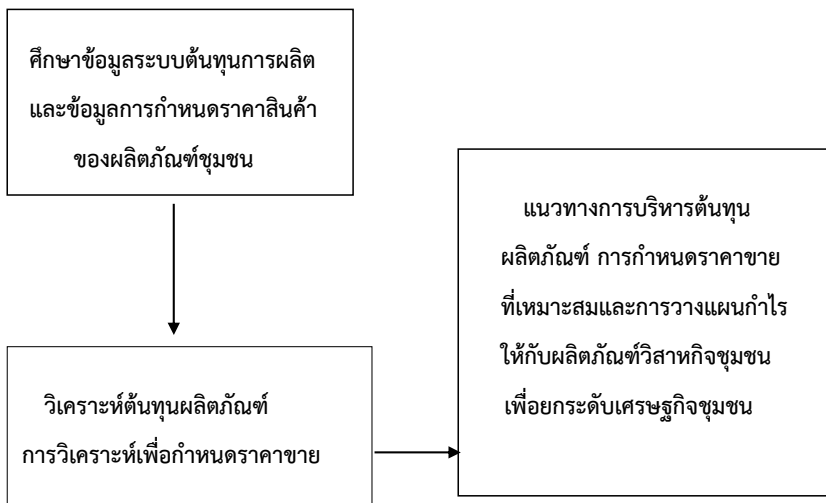 ศึกษาข้อมูลระบบต้นทุนการผลิต
และข้อมูลการกำหนดราคาสินค้า
ของผลิตภัณฑ์ชุมชน
วิเคราะห์ต้นทุนผลิตภัณฑ์
การวิเคราะห์เพื่อกำหนดราคาขาย
แนวทางการบริหารต้นทุน
ผลิตภัณฑ์ การกำหนดราคาขาย
ที่เหมาะสมและการวางแผนกำไร
ให้กับผลิตภัณฑ์วิสาหกิจชุมชน
เพื่อยกระดับเศรษฐกิจชุมชน